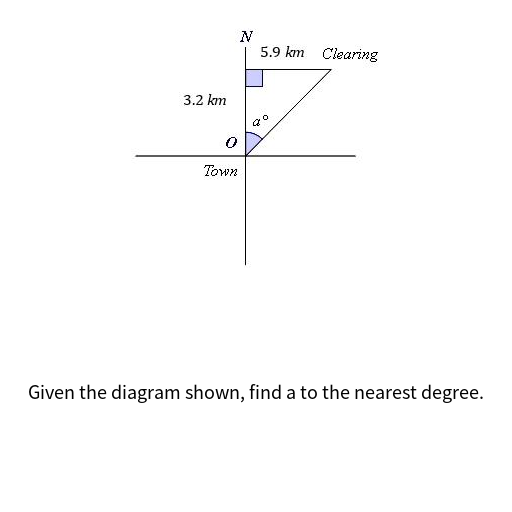 N
5.9 km Clearing
3.2 km
a°
O
Town
Given the diagram shown, find a to the nearest degree.